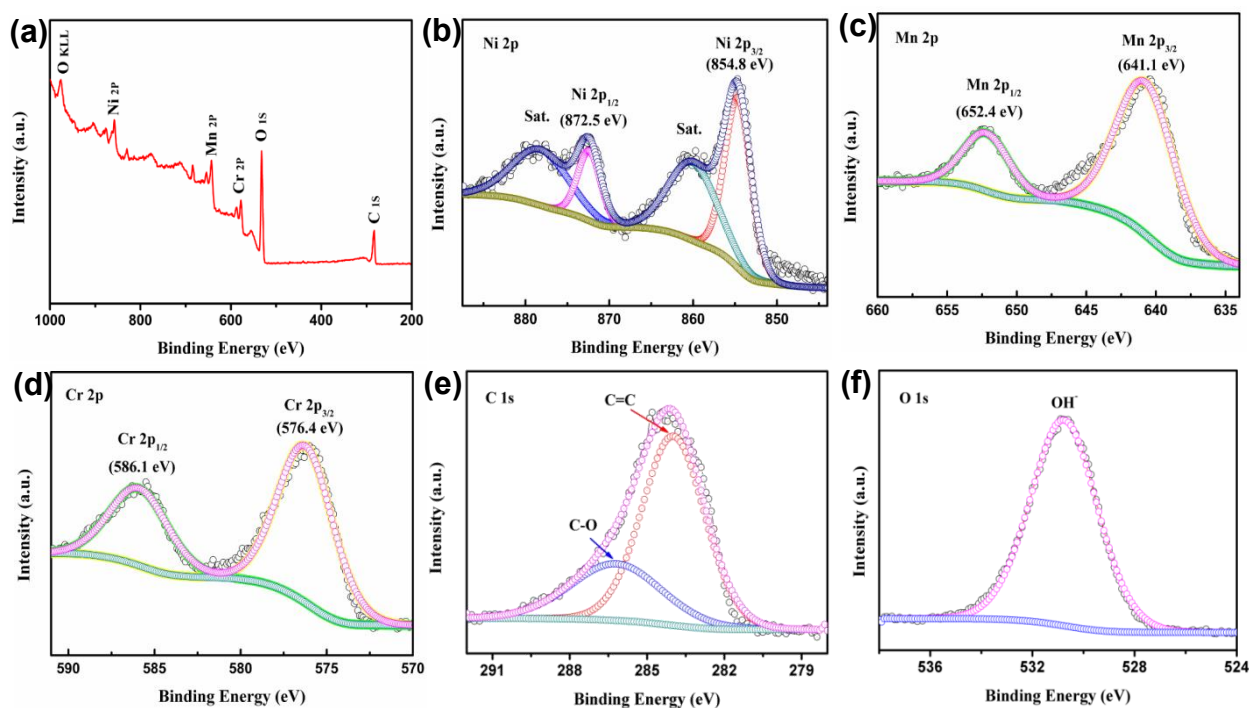 (a)
O KLL
Ni 2P
Mn 2P
Cr 2P
O 1S
C 1S
Intensity (a.u.)
1000 900 800 700 600 500 400 300 200
Binding Energy (eV)
(b)
Ni 2p
Ni 2p3/2
(854.8 eV)
Ni 2p1/2
(872.5 eV)
Sat.
Sat.
Intensity (a.u.)
880 870 860 850
Binding Energy (eV)
(c)
Mn 2p
Mn 2p3/2
(641.1 eV)
Mn 2p1/2
(652.4 eV)
Intensity (a.u.)
660 655 650 645 640 635
Binding Energy (eV)
(d)
Cr 2p
Cr 2p3/2
(576.4 eV)
Cr 2p1/2
(586.1 eV)
Intensity (a.u.)
590 585 580 575 570
Binding Energy (eV)
(e)
C 1s
C=C
C-O
Intensity (a.u.)
291 288 285 282 279
Binding Energy (eV)
(f)
O 1s
OH-
Intensity (a.u.)
536 532 528 524
Binding Energy (eV)